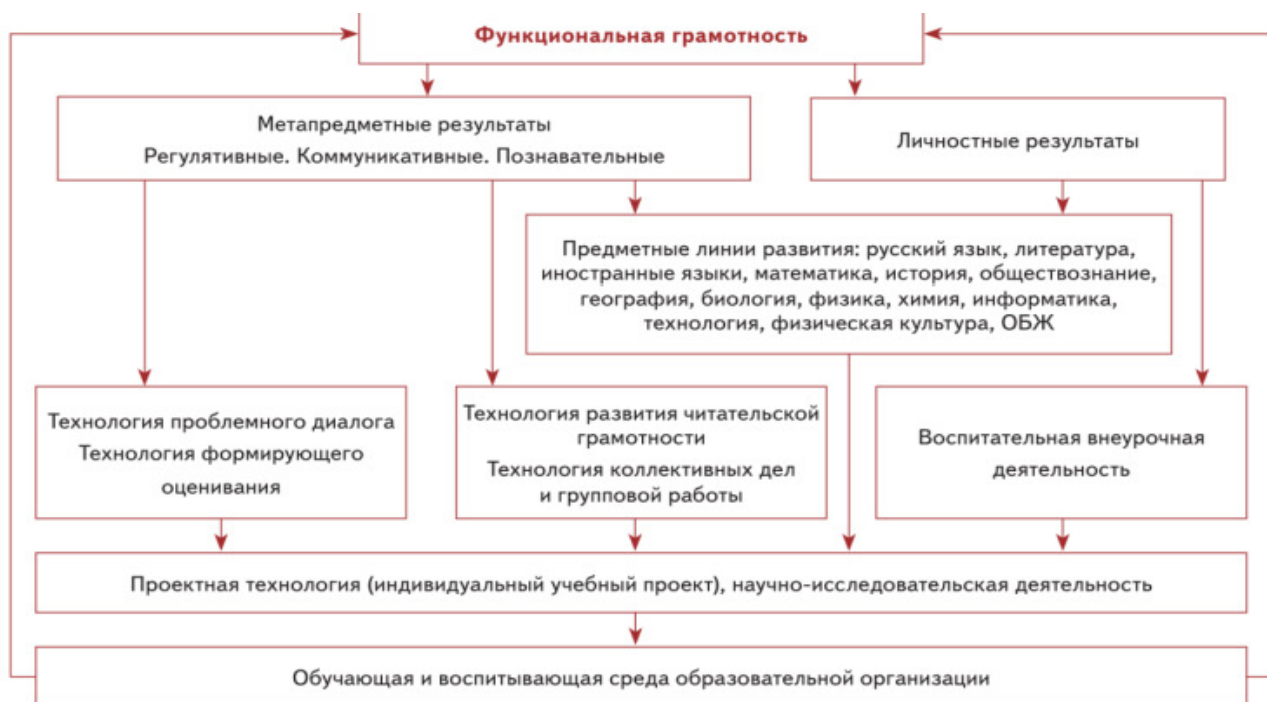 Функциональная грамотность
Метапредметные результаты
Регулятивные. Коммуникативные. Познавательные
Личностные результаты
Предметные линии развития: русский язык, литература,
иностранные языки, математика, история, обществознание,
география, биология, физика, химия, информатика,
технология, физическая культура, ОБЖ
Технология проблемного диалога
Технология формирующего
оценивания
Технология развития читательской
грамотности
Технология коллективных дел
и групповой работы
Воспитательная внеурочная
деятельность
Проектная технология (индивидуальный учебный проект), научно-исследовательская деятельность
Обучающая и воспитывающая среда образовательной организации